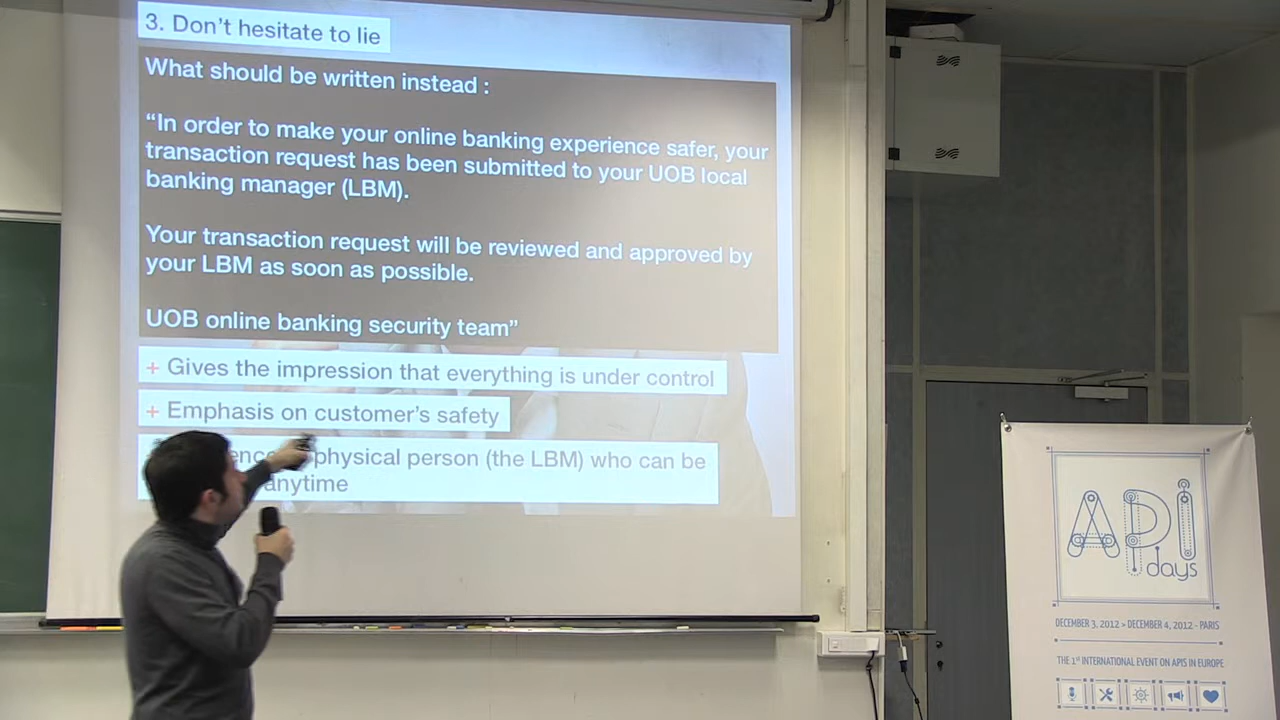 3. Don't hesitate to lie
What should be written instead :
“In order to make your online banking experience safer, your
transaction request has been submitted to your UOB local
banking manager (LBM).
Your transaction request will be reviewed and approved by
your LBM as soon as possible.
UOB online banking security team”
+ Gives the impression that everything is under control
+ Emphasis on customer's safety
physical person (the LBM) who can be
anytime
API
days
DECEMBER 3, 2012 > DECEMBER 4, 2012 - PARIS
THE 1st INTERNATIONAL EVENT ON APIS IN EUROPE